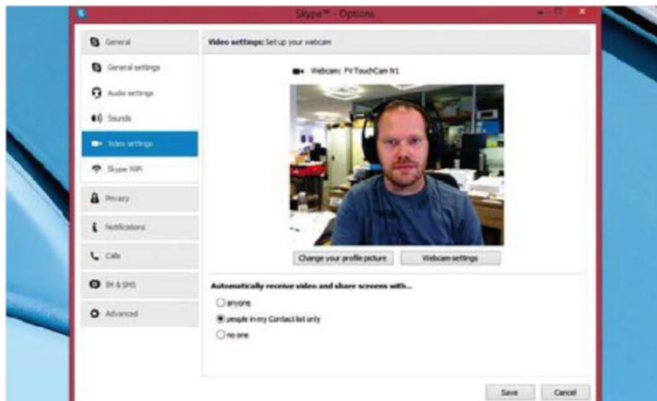 Skype™ - Options
General
General settings
Audio settings
Sounds
Video settings
Skype WiFi
Privacy
Notifications
Calls
IM & SMS
Advanced
Video settings: Set up your webcam
Webcam: FV TouchCam N1
Change your profile picture
Webcam settings
Automatically receive video and share screens with...
anyone
people in my Contact list only
no one
Save
Cancel